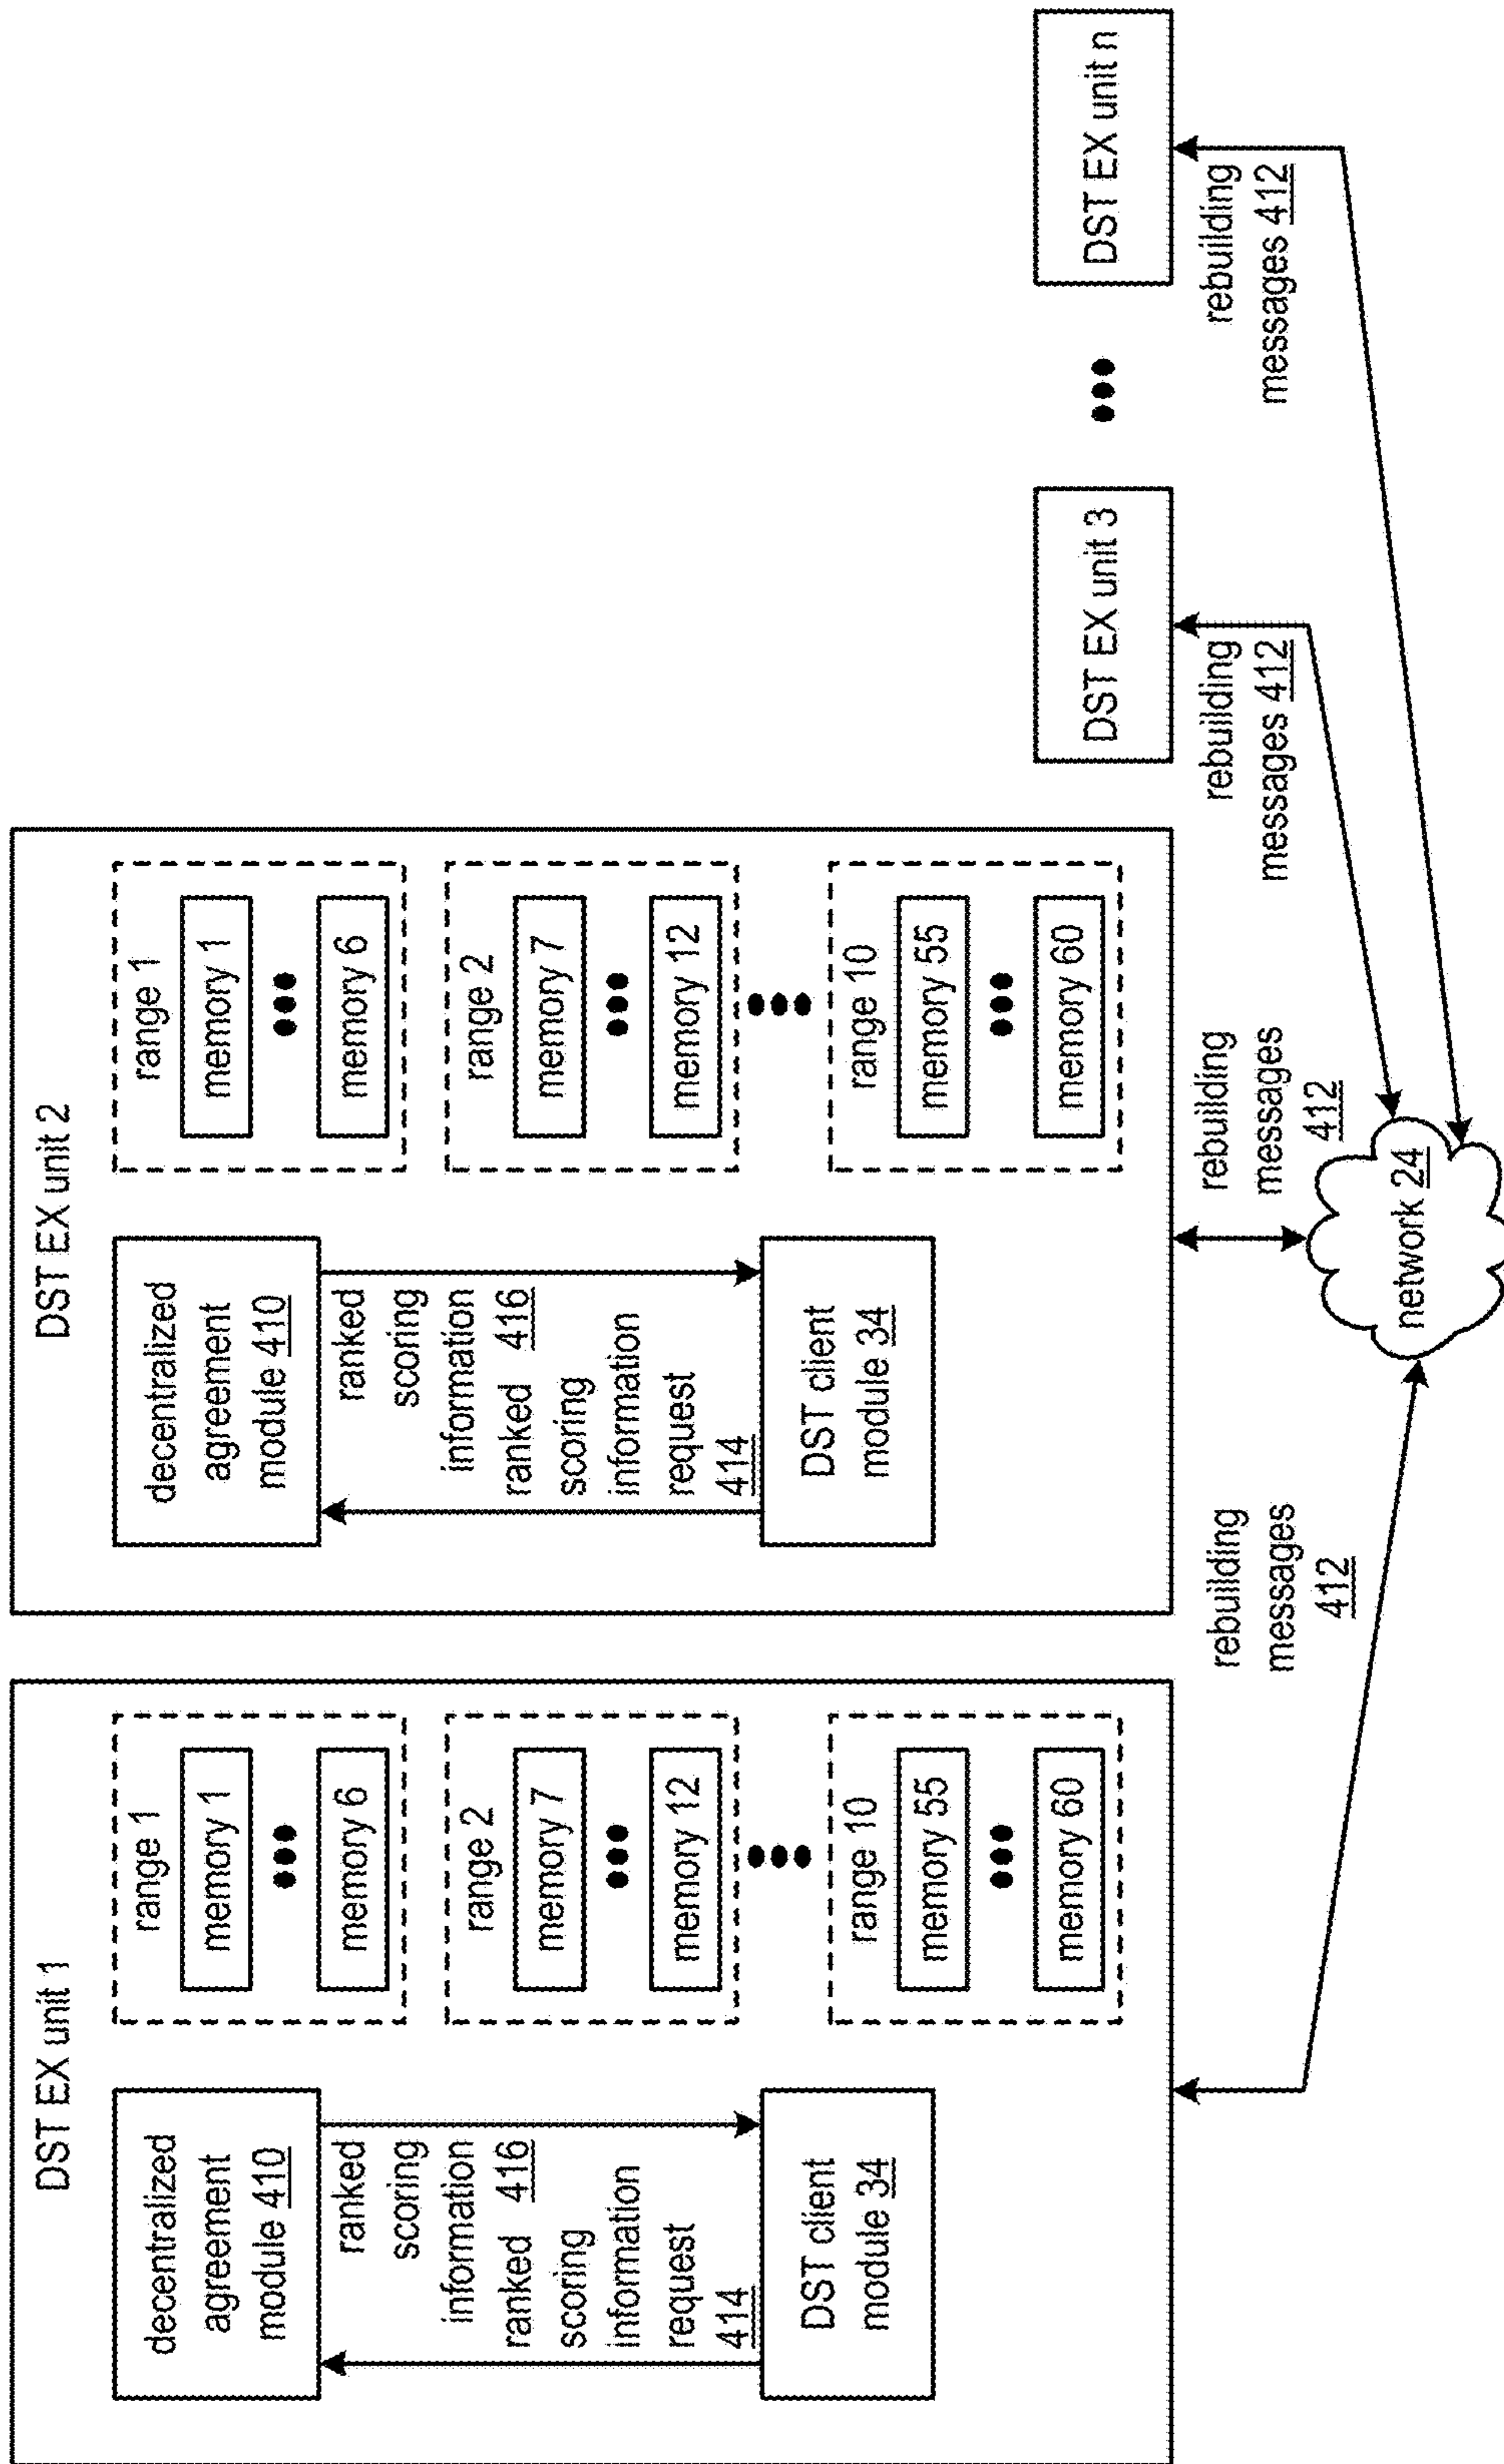 DST EX unit 1
decentralized
agreement
module 410
ranked
scoring
information
416
ranked
scoring
information
request
414
DST client
module 34
range 1
memory 1
memory 6
range 2
memory 7
memory 12
range 10
memory 55
memory 60
DST EX unit 2
decentralized
agreement
module 410
ranked
scoring
information
416
ranked
scoring
information
request
414
DST client
module 34
range 1
memory 1
memory 6
range 2
memory 7
memory 12
range 10
memory 55
memory 60
DST EX unit 3
DST EX unit n
rebuilding
messages
412
rebuilding
messages
412
rebuilding
messages 412
rebuilding
messages 412
network 24